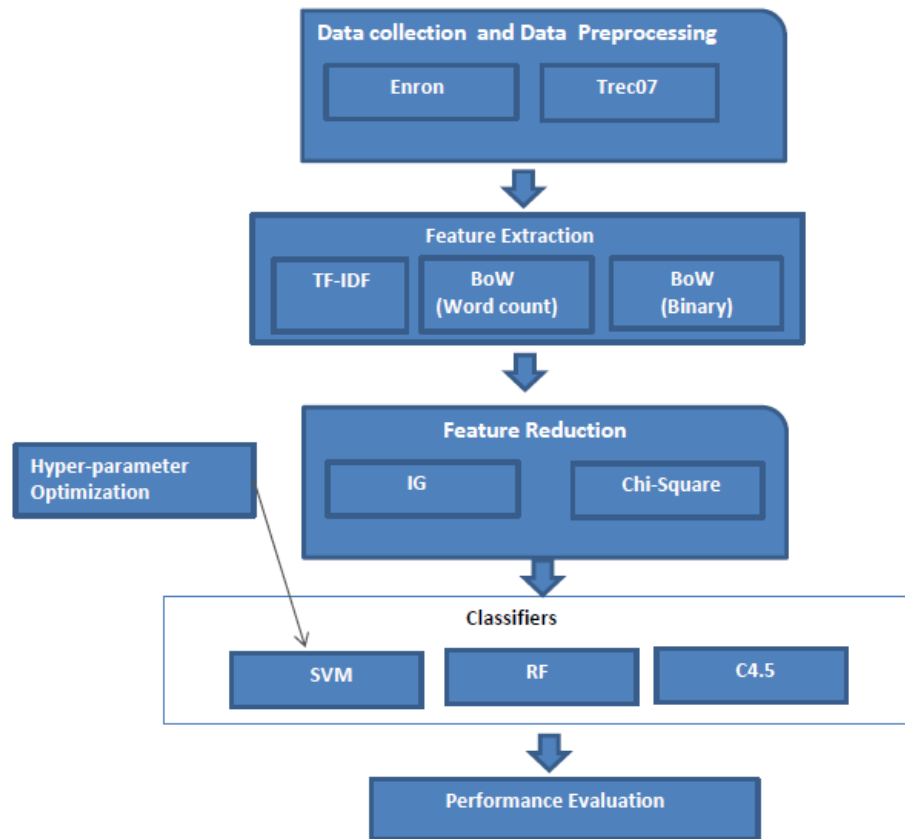 Data collection and Data Preprocessing
Enron
Trec07
Feature Extraction
TF-IDF
BoW
(Word count)
BoW
(Binary)
Feature Reduction
IG
Chi-Square
Hyper-parameter
Optimization
Classifiers
SVM
RF
C4.5
Performance Evaluation